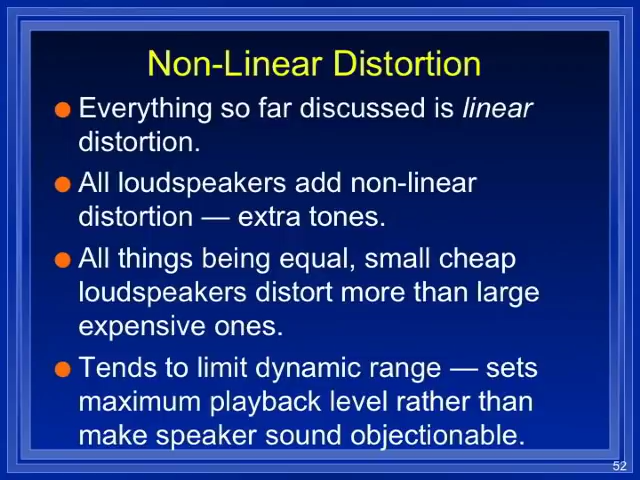 Non-Linear Distortion
Everything so far discussed is linear
distortion.
All loudspeakers add non-linear
distortion — extra tones.
All things being equal, small cheap
loudspeakers distort more than large
expensive ones.
Tends to limit dynamic range — sets
maximum playback level rather than
make speaker sound objectionable.
52